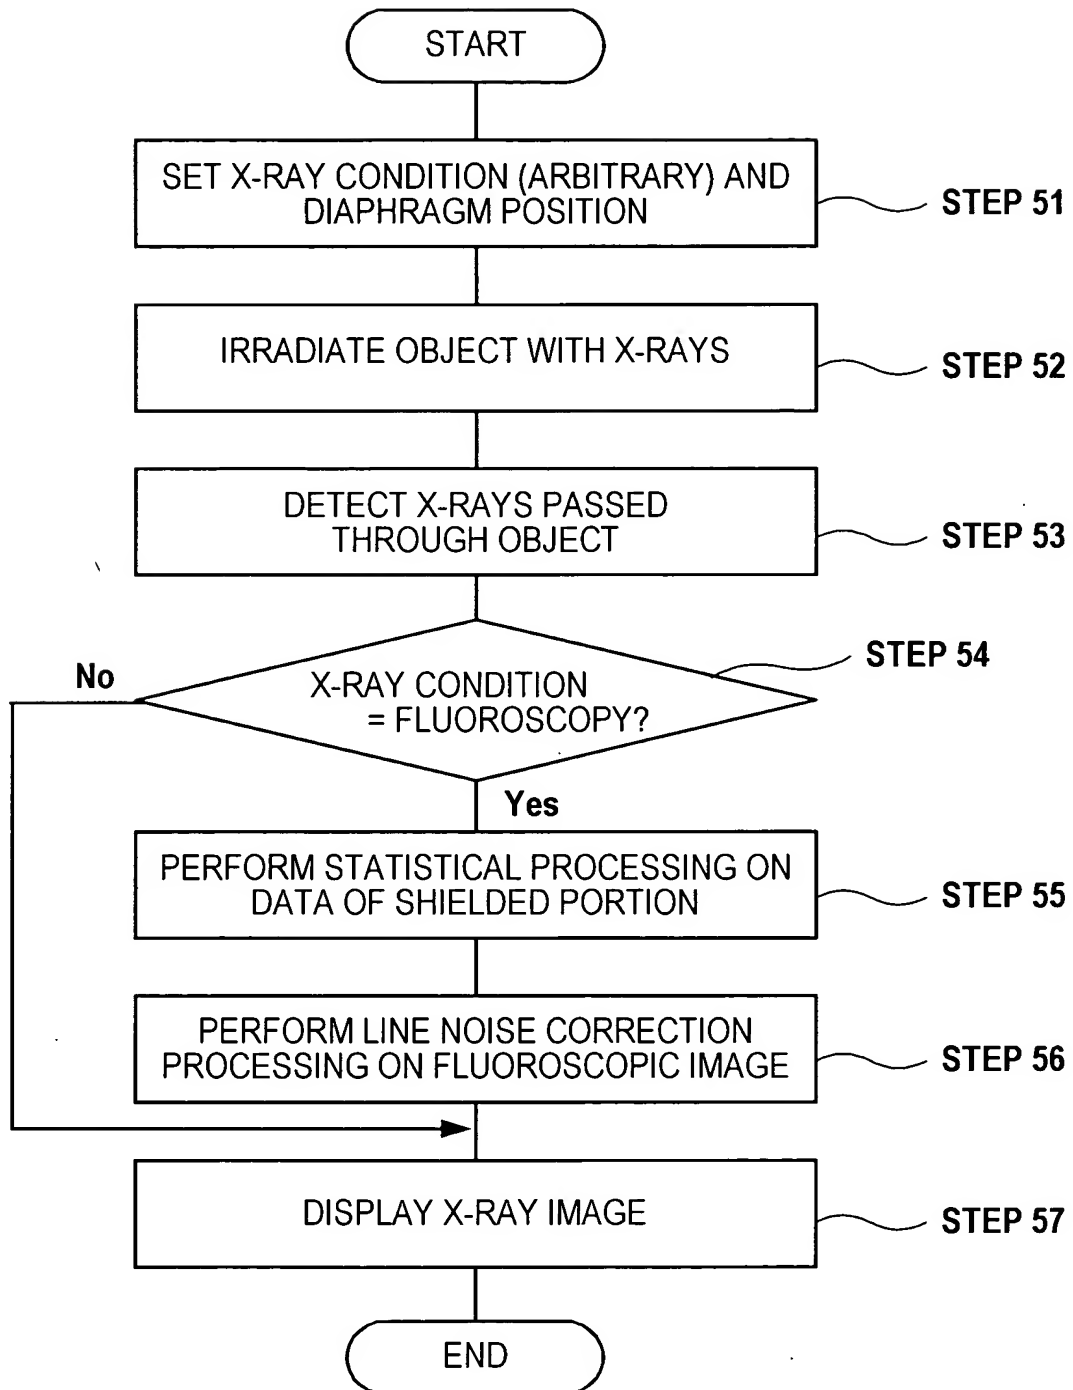 START
SET X-RAY CONDITION (ARBITRARY) AND
DIAPHRAGM POSITION
STEP 51
IRRADIATE OBJECT WITH X-RAYS
STEP 52
DETECT X-RAYS PASSED
THROUGH OBJECT
STEP 53
STEP 54
No
X-RAY CONDITION
= FLUOROSCOPY?
Yes
PERFORM STATISTICAL PROCESSING ON
DATA OF SHIELDED PORTION
STEP 55
PERFORM LINE NOISE CORRECTION
PROCESSING ON FLUOROSCOPIC IMAGE
STEP 56
DISPLAY X-RAY IMAGE
STEP 57
END